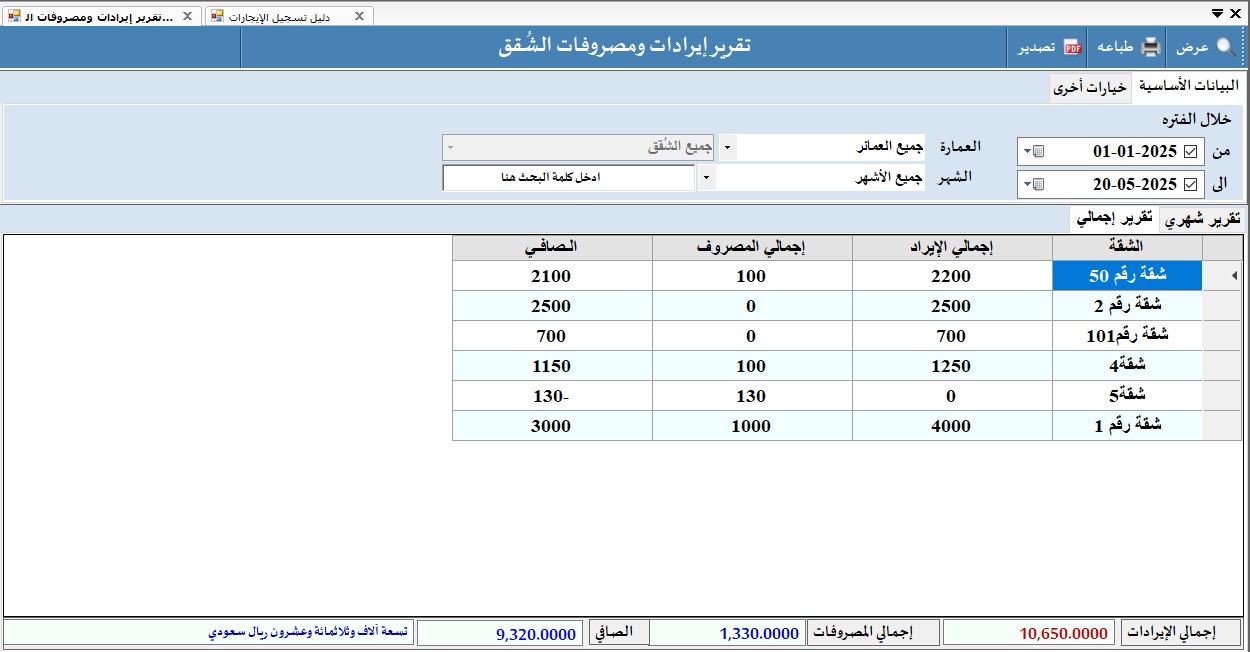 تقرير إيرادات ومصروفات الـ...
دليل تسجيل الإيجارات
عرض
طباعه
PDF تصدير
تقرير إيرادات ومصروفات الشُقق
البيانات الأساسية
خيارات أخرى
خلال الفتره
من 01-01-2025
العمارة جميع العمائر
جميع الشُقق
الى 20-05-2025
الشهر جميع الأشهر
ادخل كلمة البحث هنا
تقرير شهري
تقرير إجمالي
الشقة إجمالي الإيراد إجمالي المصروف الصافي
شقة رقم 50 2200 100 2100
شقة رقم 2 2500 0 2500
شقة رقم101 700 0 700
شقة4 1250 100 1150
شقة5 0 130 130-
شقة رقم 1 4000 1000 3000
إجمالي الإيرادات 10,650.0000
إجمالي المصروفات 1,330.0000
الصافي 9,320.0000
تسعة آلاف وثلاثمائة وعشرون ريال سعودي